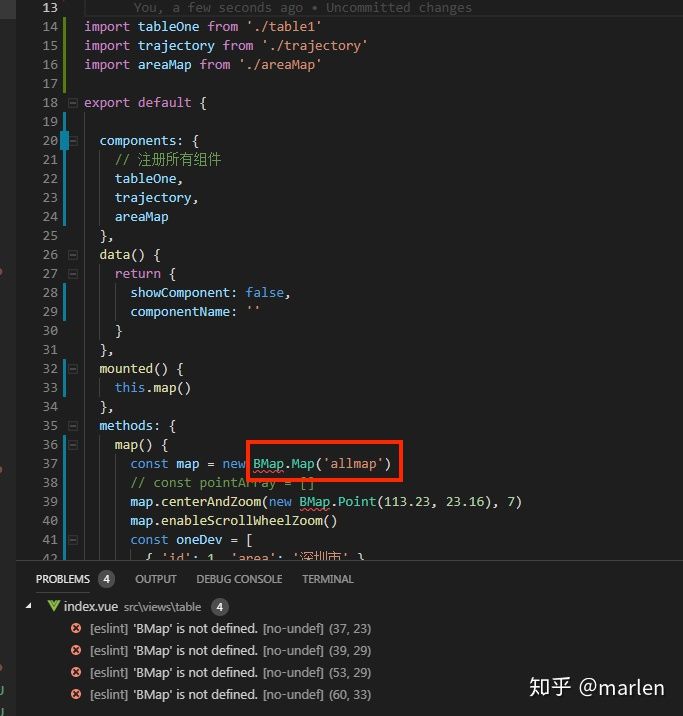 13 You, a few seconds ago • Uncommitted changes
14 import tableOne from './table1'
15 import trajectory from './trajectory'
16 import areaMap from './areaMap'
17
18 export default {
19
20 components: {
21 // 注册所有组件
22 tableOne,
23 trajectory,
24 areaMap
25 },
26 data() {
27 return {
28 showComponent: false,
29 componentName: ''
30 }
31 },
32 mounted() {
33 this.map()
34 },
35 methods: {
36 map() {
37 const map = new BMap.Map('allmap')
38 // const pointArray = []
39 map.centerAndZoom(new BMap.Point(113.23, 23.16), 7)
40 map.enableScrollWheelZoom()
41 const oneDev = [
42 { 'id': 1, 'area': '深圳市' }
PROBLEMS 4 OUTPUT DEBUG CONSOLE TERMINAL
index.vue src\views\table 4
[eslint] 'BMap' is not defined. [no-undef] (37, 23)
[eslint] 'BMap' is not defined. [no-undef] (39, 29)
[eslint] 'BMap' is not defined. [no-undef] (53, 29)
[eslint] 'BMap' is not defined. [no-undef] (60, 33)
知乎 @marlen